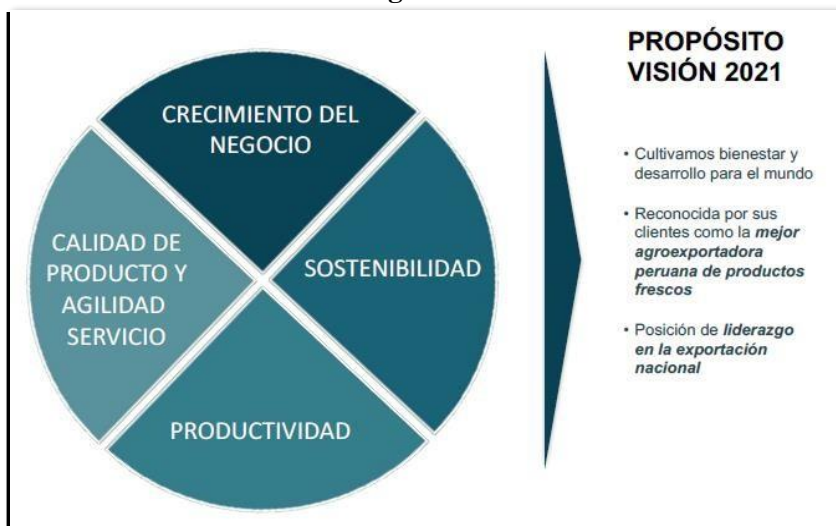 CRECIMIENTO DEL
NEGOCIO
CALIDAD DE
PRODUCTO Y
AGILIDAD
SERVICIO
SOSTENIBILIDAD
PRODUCTIVIDAD
PROPÓSITO
VISIÓN 2021
• Cultivamos bienestar y
desarrollo para el mundo
• Reconocida por sus
clientes como la mejor
agroexportadora
peruana de productos
frescos
• Posición de liderazgo
en la exportación
nacional